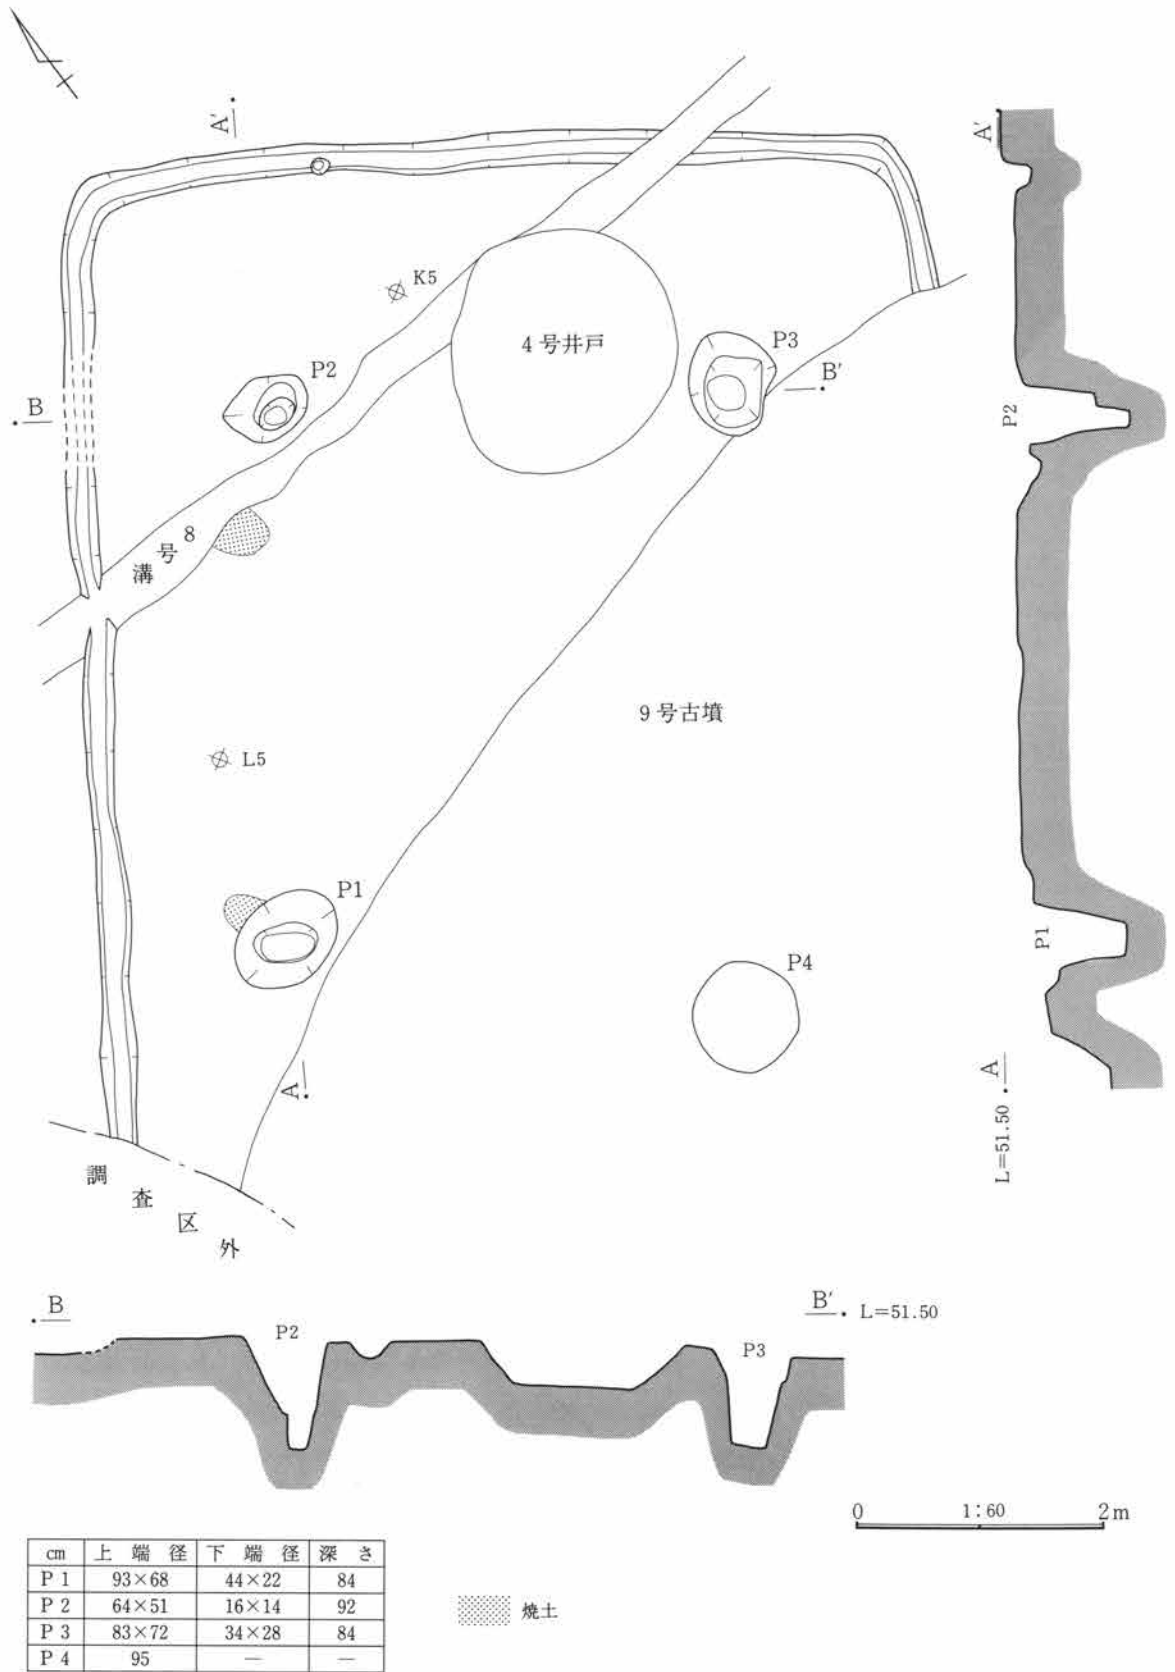 A′
A′
K5
4号井戸
P3
P2
B′
B
P2
8号溝
9号古墳
L5
P1
P1
P4
A
A
L=51.50
調査区外
B
B′
L=51.50
P2
P3
0 1:60 2m
cm 上端径 下端径 深さ
P1 93×68 44×22 84
P2 64×51 16×14 92
P3 83×72 34×28 84
P4 95 — —
焼土